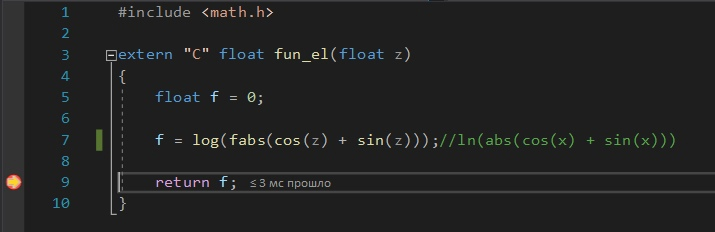 1 #include <math.h>
2
3 extern "C" float fun_el(float z)
4 {
5 float f = 0;
6
7 f = log(fabs(cos(z) + sin(z)));//ln(abs(cos(x) + sin(x)))
8
9 return f; ≤ 3 мс прошло
10 }